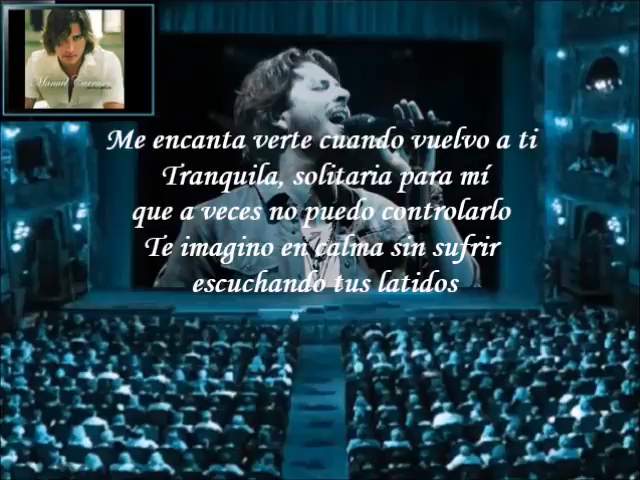 Manuel Carrasco
Me encanta verte cuando vuelvo a ti
Tranquila, solitaria para mí
que a veces no puedo controlarlo
Te imagino en calma sin sufrir
escuchando tus latidos